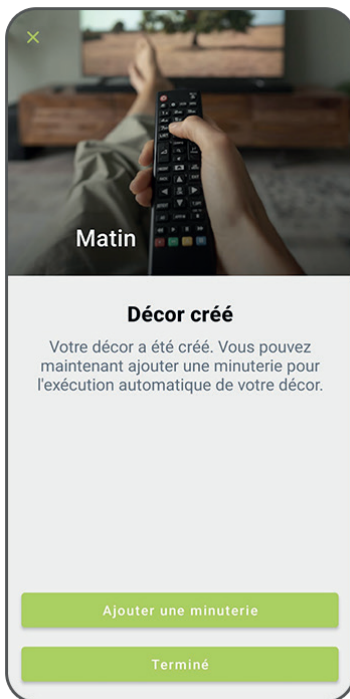 Matin
Décor créé
Votre décor a été créé. Vous pouvez
maintenant ajouter une minuterie pour
l'exécution automatique de votre décor.
Ajouter une minuterie
Terminé